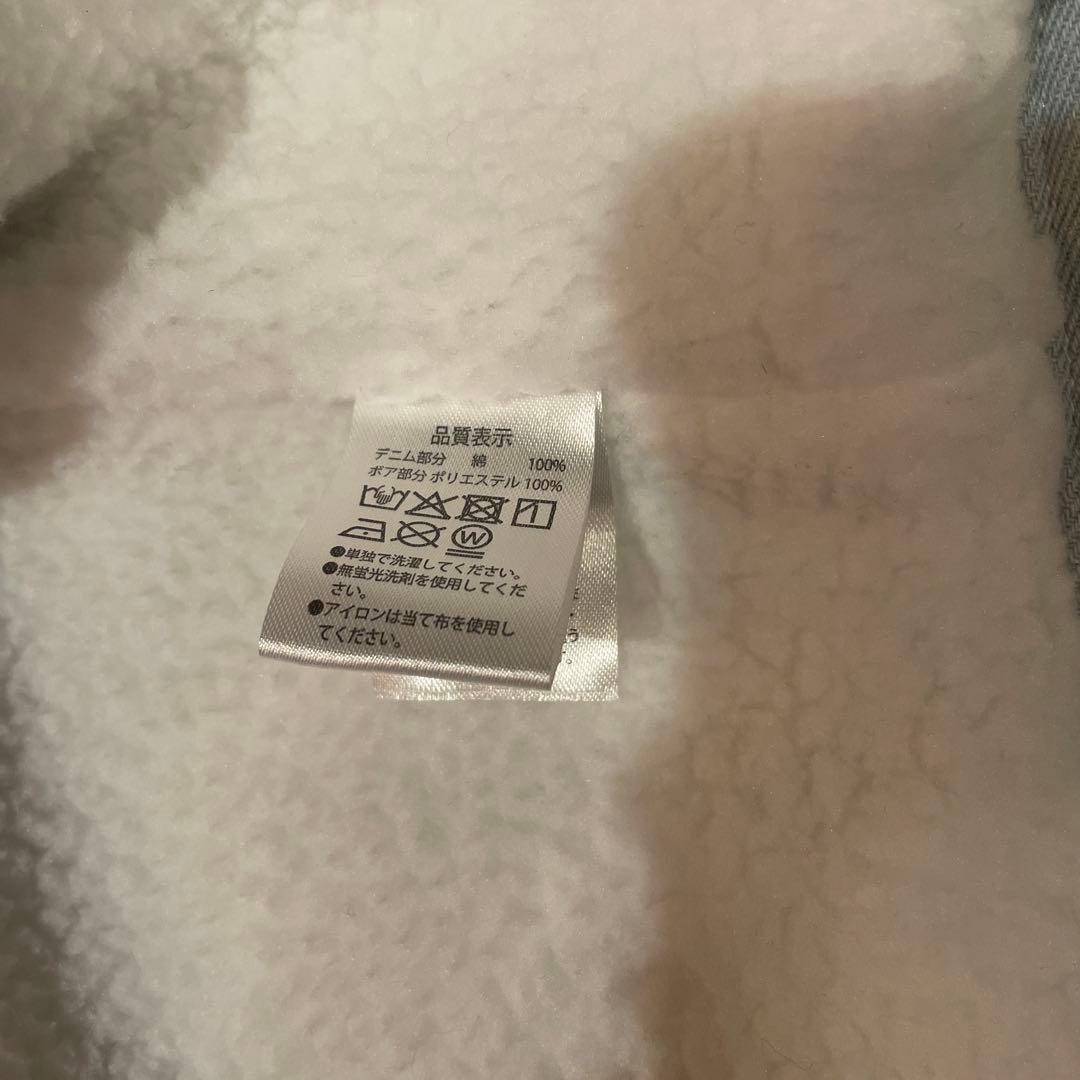 品質表示
デニム部分 綿 100%
ボア部分 ポリエステル 100%
W
●単独で洗濯してください。
●無蛍光洗剤を使用してくだ
さい。
●アイロンは当て布を使用し
てください。
う
。